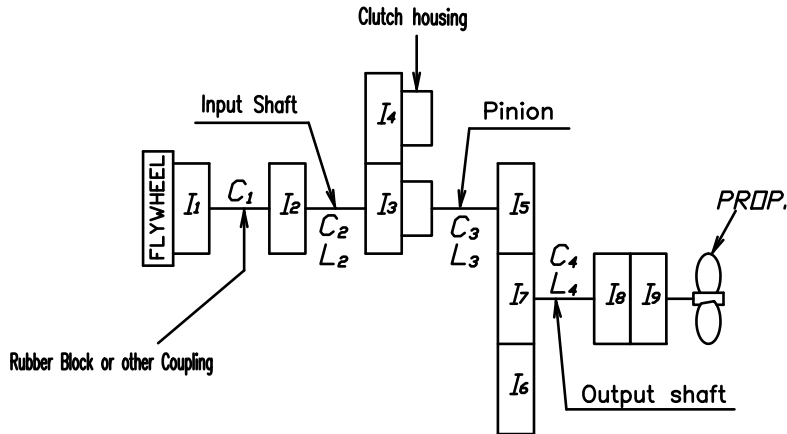 Clutch housing
Input Shaft
I4
Pinion
FLYWHEEL
I1
C1
I2
C2
L2
I3
C3
L3
I5
PROP.
C4
L4
I7
I8
I9
Rubber Block or other Coupling
I6
Output shaft